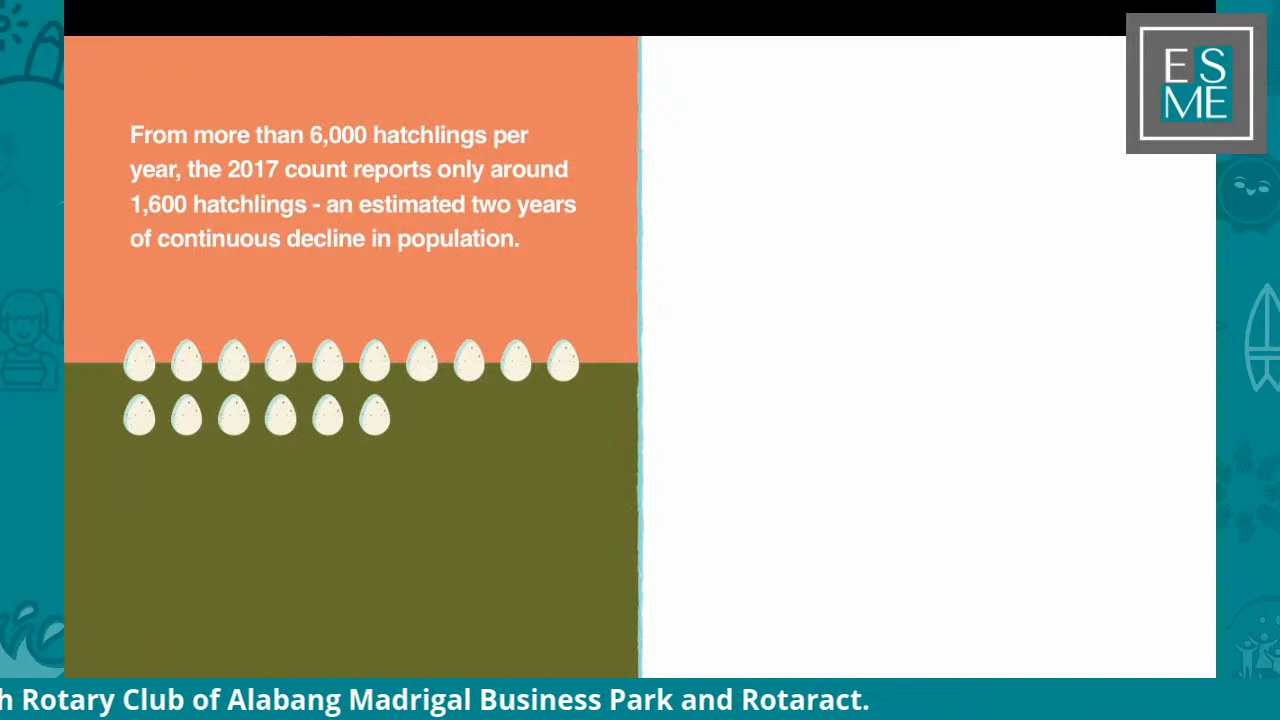 ES
ME
From more than 6,000 hatchlings per
year, the 2017 count reports only around
1,600 hatchlings - an estimated two years
of continuous decline in population.
h Rotary Club of Alabang Madrigal Business Park and Rotaract.